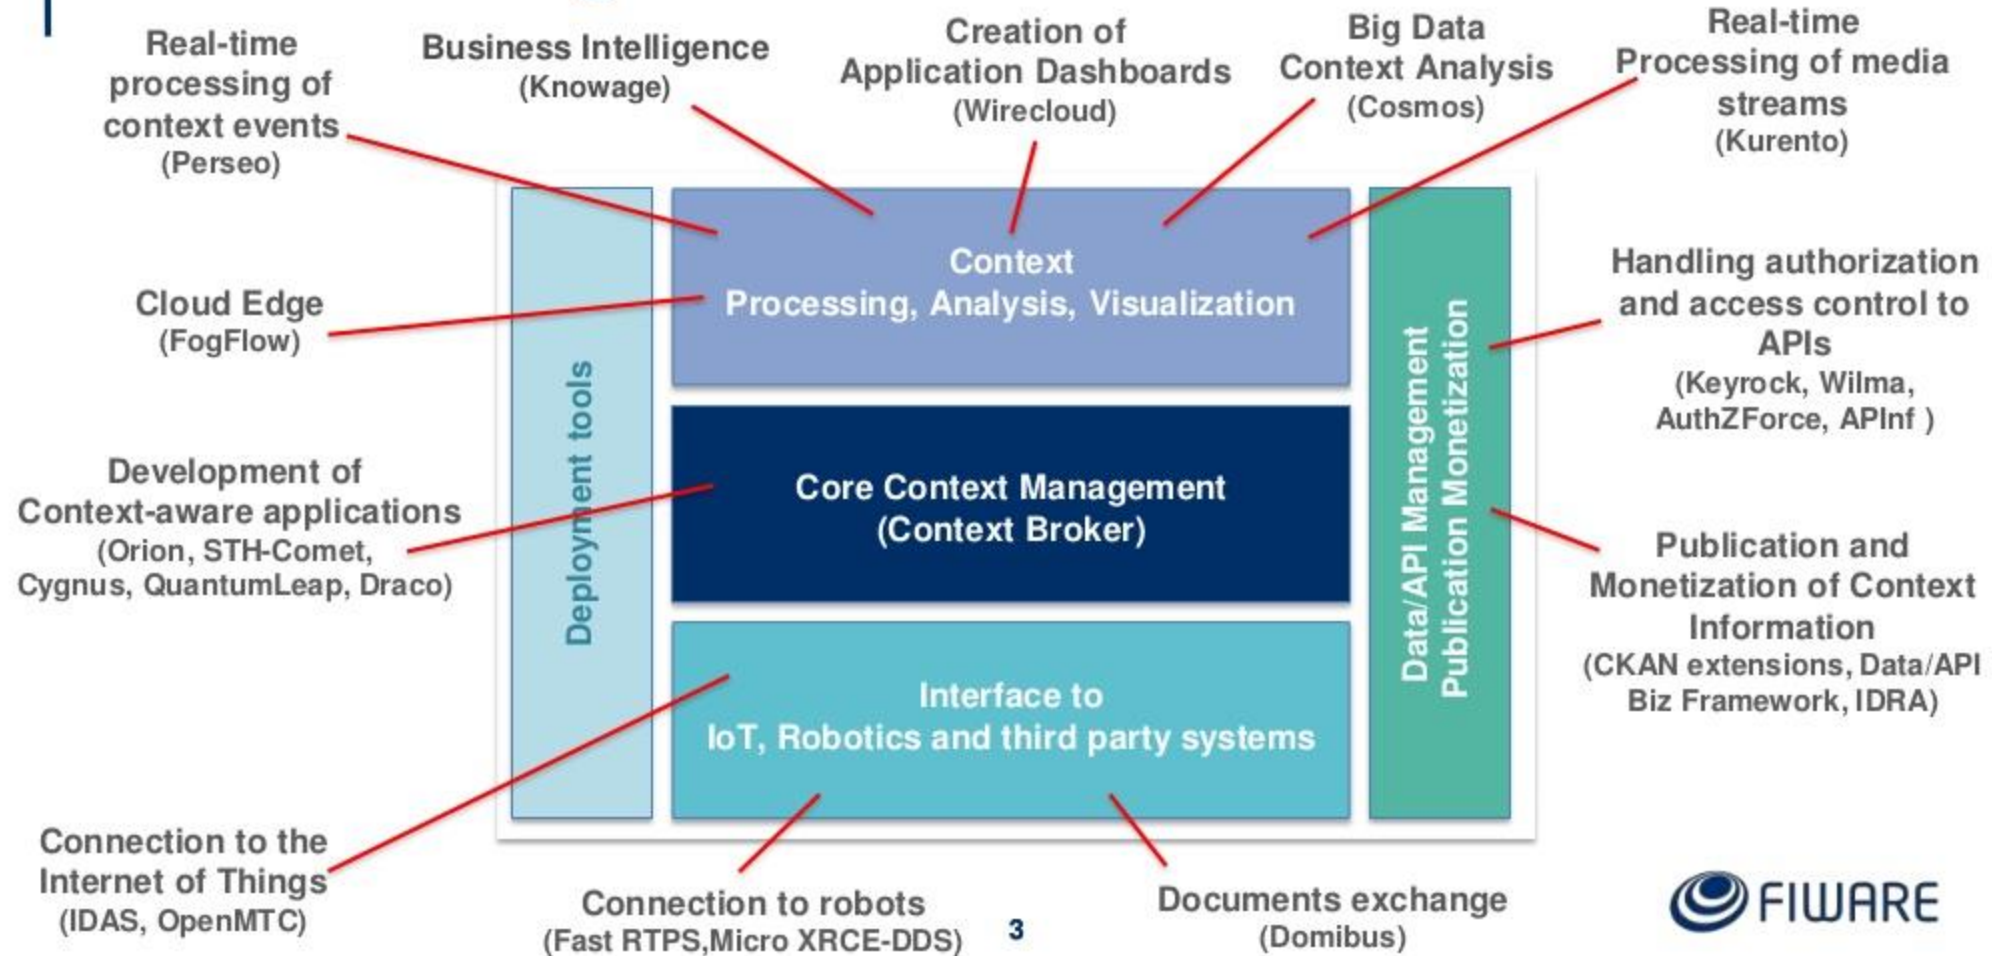 Real-time
processing of
context events
(Perseo)
Business Intelligence
(Knowage)
Creation of
Application Dashboards
(Wirecloud)
Big Data
Context Analysis
(Cosmos)
Real-time
Processing of media
streams
(Kurento)
Cloud Edge
(FogFlow)
Development of
Context-aware applications
(Orion, STH-Comet,
Cygnus, QuantumLeap, Draco)
Connection to the
Internet of Things
(IDAS, OpenMTC)
Deployment tools
Context
Processing, Analysis, Visualization
Core Context Management
(Context Broker)
Interface to
IoT, Robotics and third party systems
Data/API Management
Publication Monetization
Handling authorization
and access control to
APIs
(Keyrock, Wilma,
AuthZForce, APInf )
Publication and
Monetization of Context
Information
(CKAN extensions, Data/API
Biz Framework, IDRA)
Connection to robots
(Fast RTPS,Micro XRCE-DDS)
3
Documents exchange
(Domibus)
FIWARE